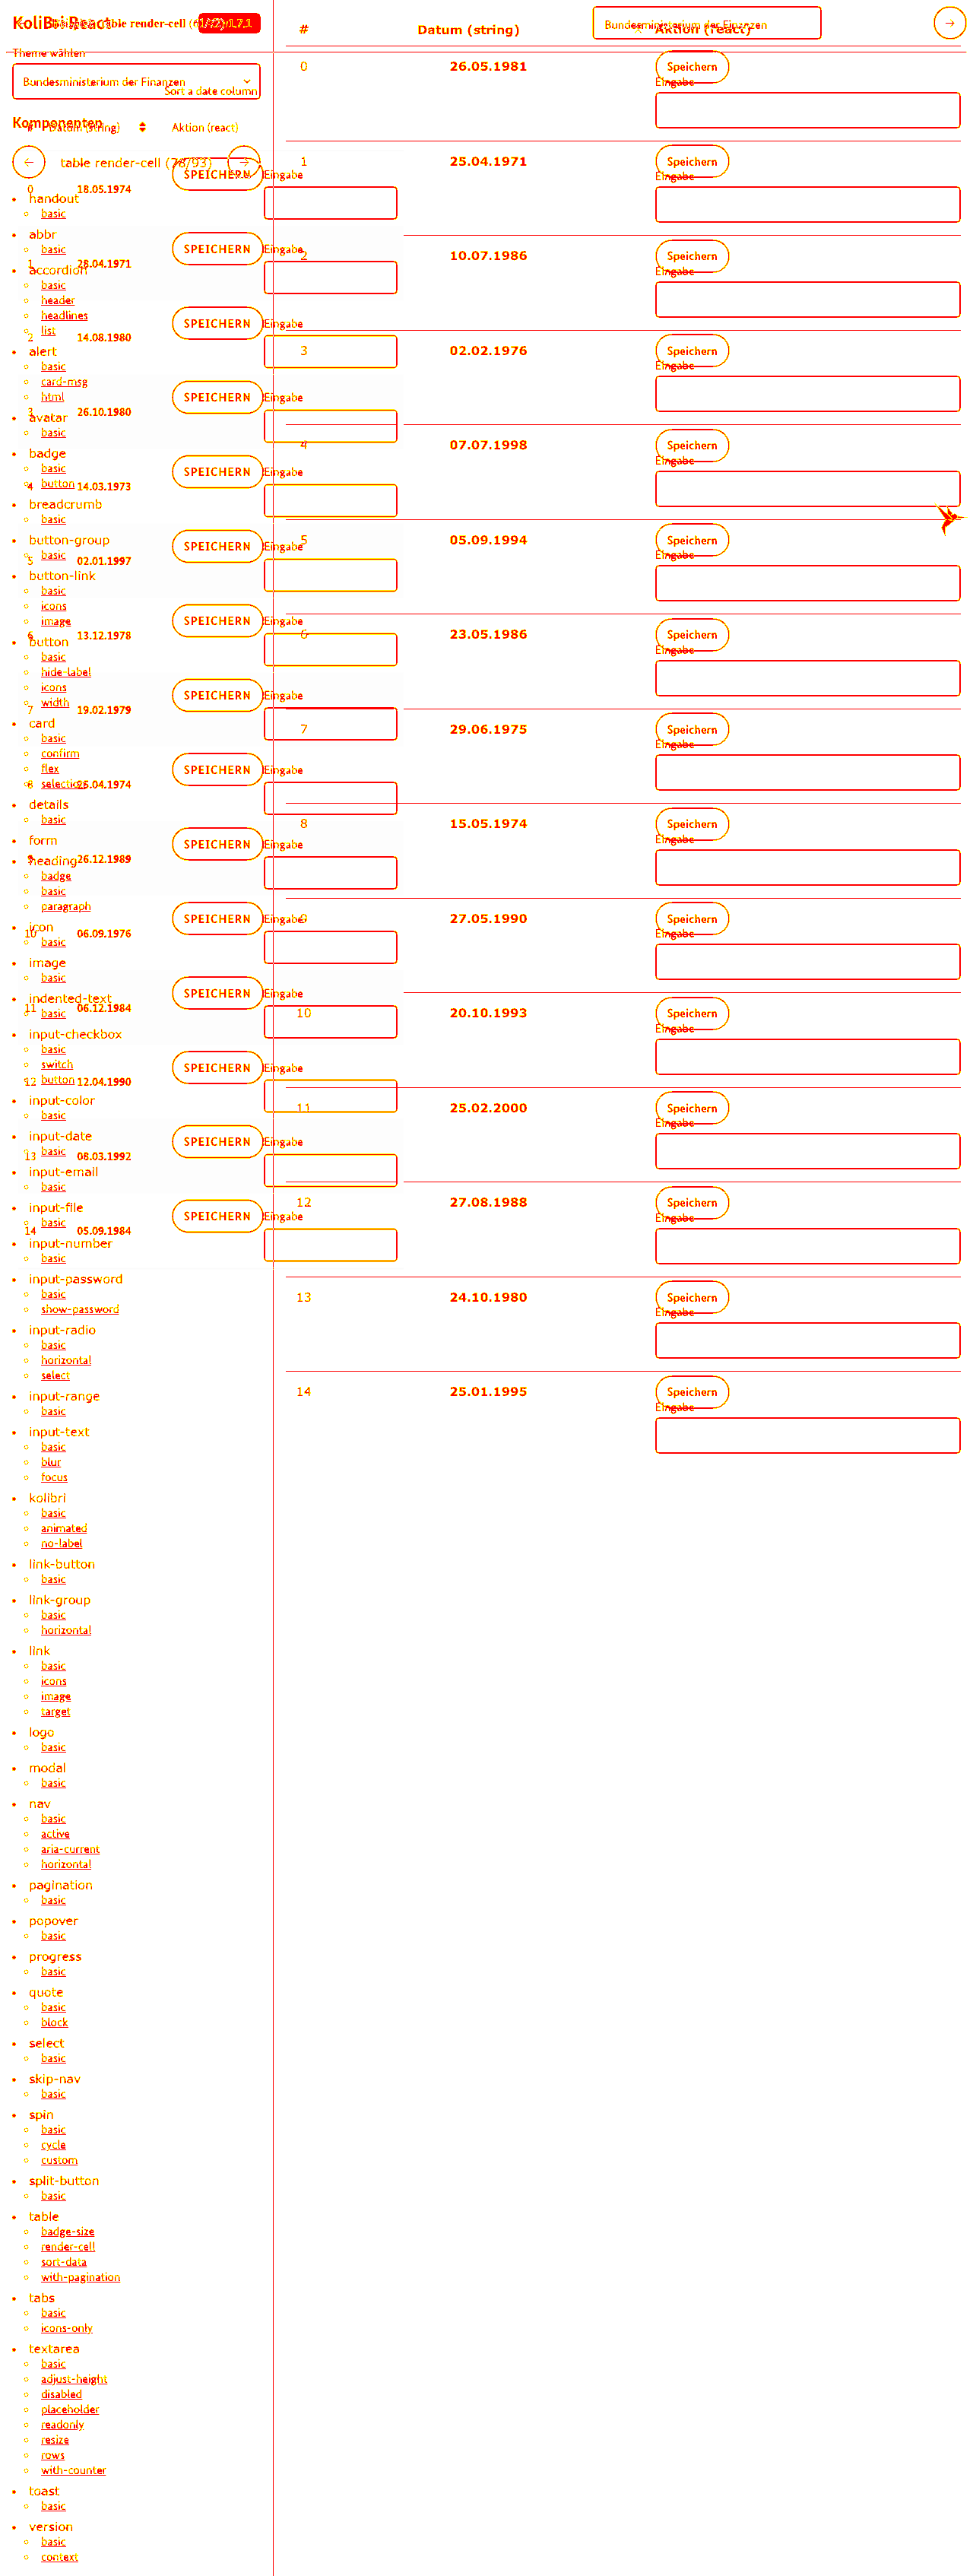 KoliBri React
table render-cell
v1.7.1
Theme wählen
Bundesministerium der Finanzen
Sort a date column
Komponenten
# Datum (string) Aktion (react)
table render-cell (78/93)
0 18.05.1974 SPEICHERN Eingabe
handout
basic
abbr
basic
1 28.04.1971 SPEICHERN Eingabe
accordion
basic
header
headlines
list
2 14.08.1980 SPEICHERN Eingabe
alert
basic
card-msg
html
3 26.10.1980 SPEICHERN Eingabe
avatar
basic
badge
basic
button
4 14.03.1973 SPEICHERN Eingabe
breadcrumb
basic
button-group
basic
5 02.01.1997 SPEICHERN Eingabe
button-link
basic
icons
image
6 13.12.1978 SPEICHERN Eingabe
button
basic
hide-label
icons
width
7 19.02.1979 SPEICHERN Eingabe
card
basic
confirm
flex
selection
8 25.04.1974 SPEICHERN Eingabe
details
basic
form
9 26.12.1989 SPEICHERN Eingabe
heading
badge
basic
paragraph
icon
10 06.09.1976 SPEICHERN Eingabe
basic
image
basic
indented-text
11 06.12.1984 SPEICHERN Eingabe
basic
input-checkbox
basic
switch
button
12 12.04.1990 SPEICHERN Eingabe
input-color
basic
input-date
basic
13 08.03.1992 SPEICHERN Eingabe
input-email
basic
input-file
basic
14 05.09.1984 SPEICHERN Eingabe
input-number
basic
input-password
basic
show-password
input-radio
basic
horizontal
select
input-range
basic
input-text
basic
blur
focus
kolibri
basic
animated
no-label
link-button
basic
link-group
basic
horizontal
link
basic
icons
image
target
logo
basic
modal
basic
nav
basic
active
aria-current
horizontal
pagination
basic
popover
basic
progress
basic
quote
basic
block
select
basic
skip-nav
basic
spin
basic
cycle
custom
split-button
basic
table
badge-size
render-cell
sort-data
with-pagination
tabs
basic
icons-only
textarea
basic
adjust-height
disabled
placeholder
readonly
resize
rows
with-counter
toast
basic
version
basic
context
Bundesministerium der Finanzen
# Datum (string) Aktion (react)
0 26.05.1981 Speichern
Eingabe
1 25.04.1971 Speichern
Eingabe
2 10.07.1986 Speichern
Eingabe
3 02.02.1976 Speichern
Eingabe
4 07.07.1998 Speichern
Eingabe
5 05.09.1994 Speichern
Eingabe
6 23.05.1986 Speichern
Eingabe
7 29.06.1975 Speichern
Eingabe
8 15.05.1974 Speichern
Eingabe
9 27.05.1990 Speichern
Eingabe
10 20.10.1993 Speichern
Eingabe
11 25.02.2000 Speichern
Eingabe
12 27.08.1988 Speichern
Eingabe
13 24.10.1980 Speichern
Eingabe
14 25.01.1995 Speichern
Eingabe